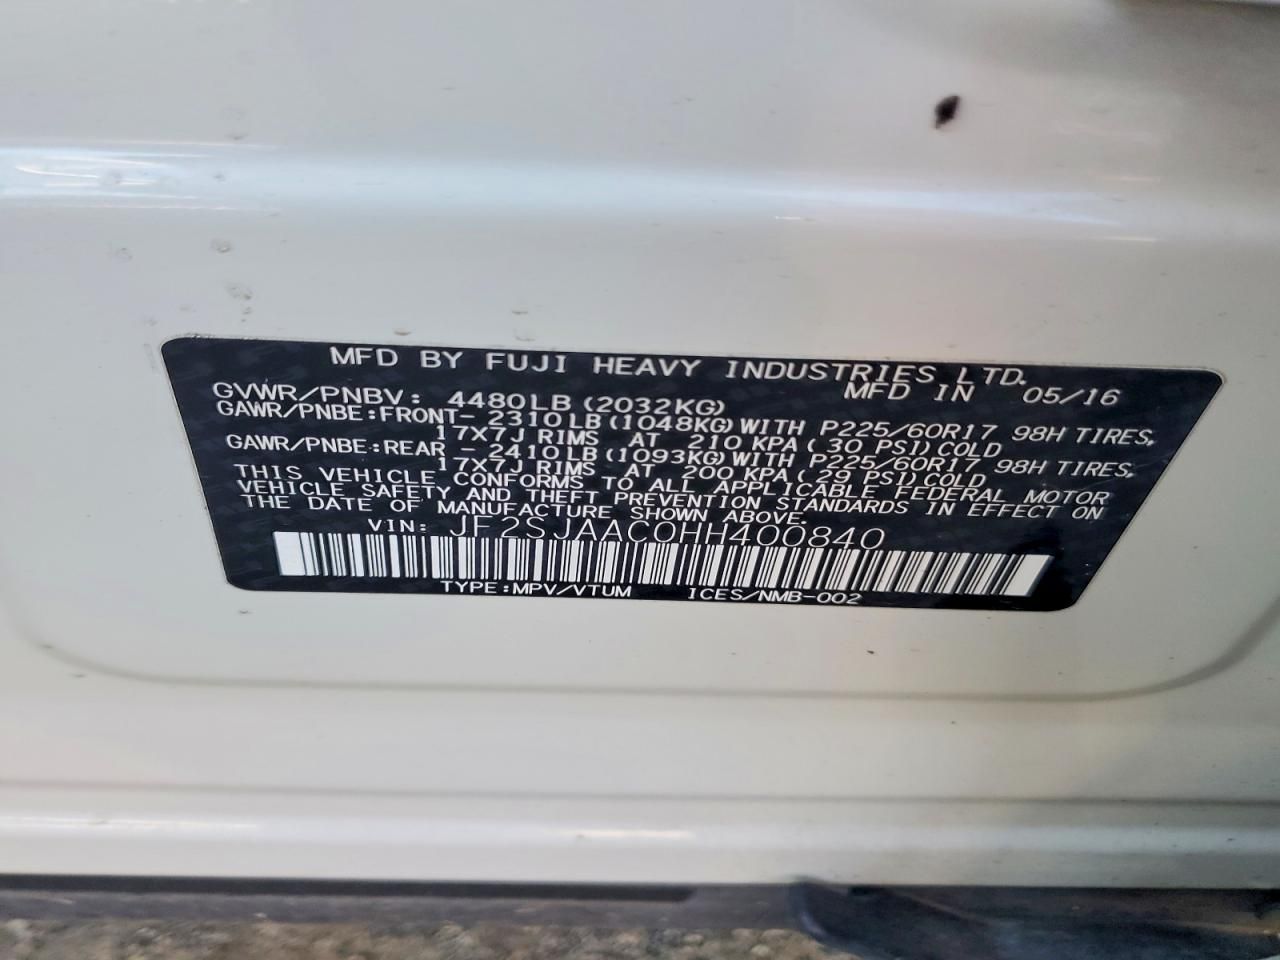 MFD BY FUJI HEAVY INDUSTRIES LTD.
GVWR/PNBV: 4480LB(2032KG) MFD IN 05/16
GAWR/PNBE:FRONT- 2310LB(1048KG)WITH P225/60R17 98H TIRES,
17X7J RIMS AT 210 KPA( 30 PSI)COLD
GAWR/PNBE:REAR - 2410LB(1093KG)WITH P225/60R17 98H TIRES,
17X7J RIMS AT 200 KPA( 29 PSI)COLD
THIS VEHICLE CONFORMS TO ALL APPLICABLE FEDERAL MOTOR
VEHICLE SAFETY AND THEFT PREVENTION STANDARDS IN EFFECT ON
THE DATE OF MANUFACTURE SHOWN ABOVE.
VIN: JF2SJAAC0HH400840
TYPE:MPV/VTUM ICES/NMB-002